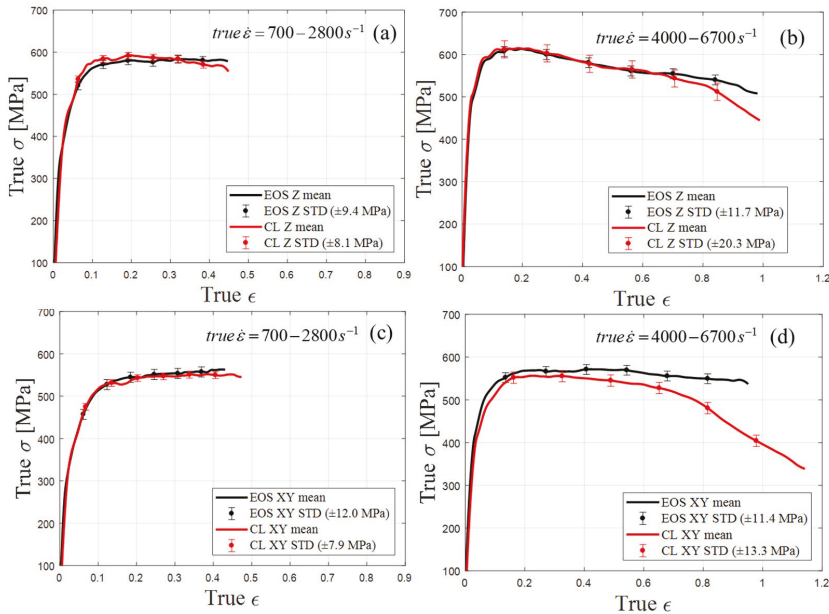 true ε̇ = 700 – 2800 s⁻¹ (a)
True σ [MPa]
700
600
500
400
300
200
100
EOS Z mean
EOS Z STD (±9.4 MPa)
CL Z mean
CL Z STD (±8.1 MPa)
0 0.1 0.2 0.3 0.4 0.5 0.6 0.7 0.8 0.9
True ϵ
true ε̇ = 4000 – 6700 s⁻¹ (b)
True σ [MPa]
700
600
500
400
300
200
100
EOS Z mean
EOS Z STD (±11.7 MPa)
CL Z mean
CL Z STD (±20.3 MPa)
0 0.2 0.4 0.6 0.8 1 1.2
True ϵ
true ε̇ = 700 – 2800 s⁻¹ (c)
True σ [MPa]
700
600
500
400
300
200
100
EOS XY mean
EOS XY STD (±12.0 MPa)
CL XY mean
CL XY STD (±7.9 MPa)
0 0.1 0.2 0.3 0.4 0.5 0.6 0.7 0.8 0.9
True ϵ
true ε̇ = 4000 – 6700 s⁻¹ (d)
True σ [MPa]
700
600
500
400
300
200
100
EOS XY mean
EOS XY STD (±11.4 MPa)
CL XY mean
CL XY STD (±13.3 MPa)
0 0.2 0.4 0.6 0.8 1 1.2
True ϵ